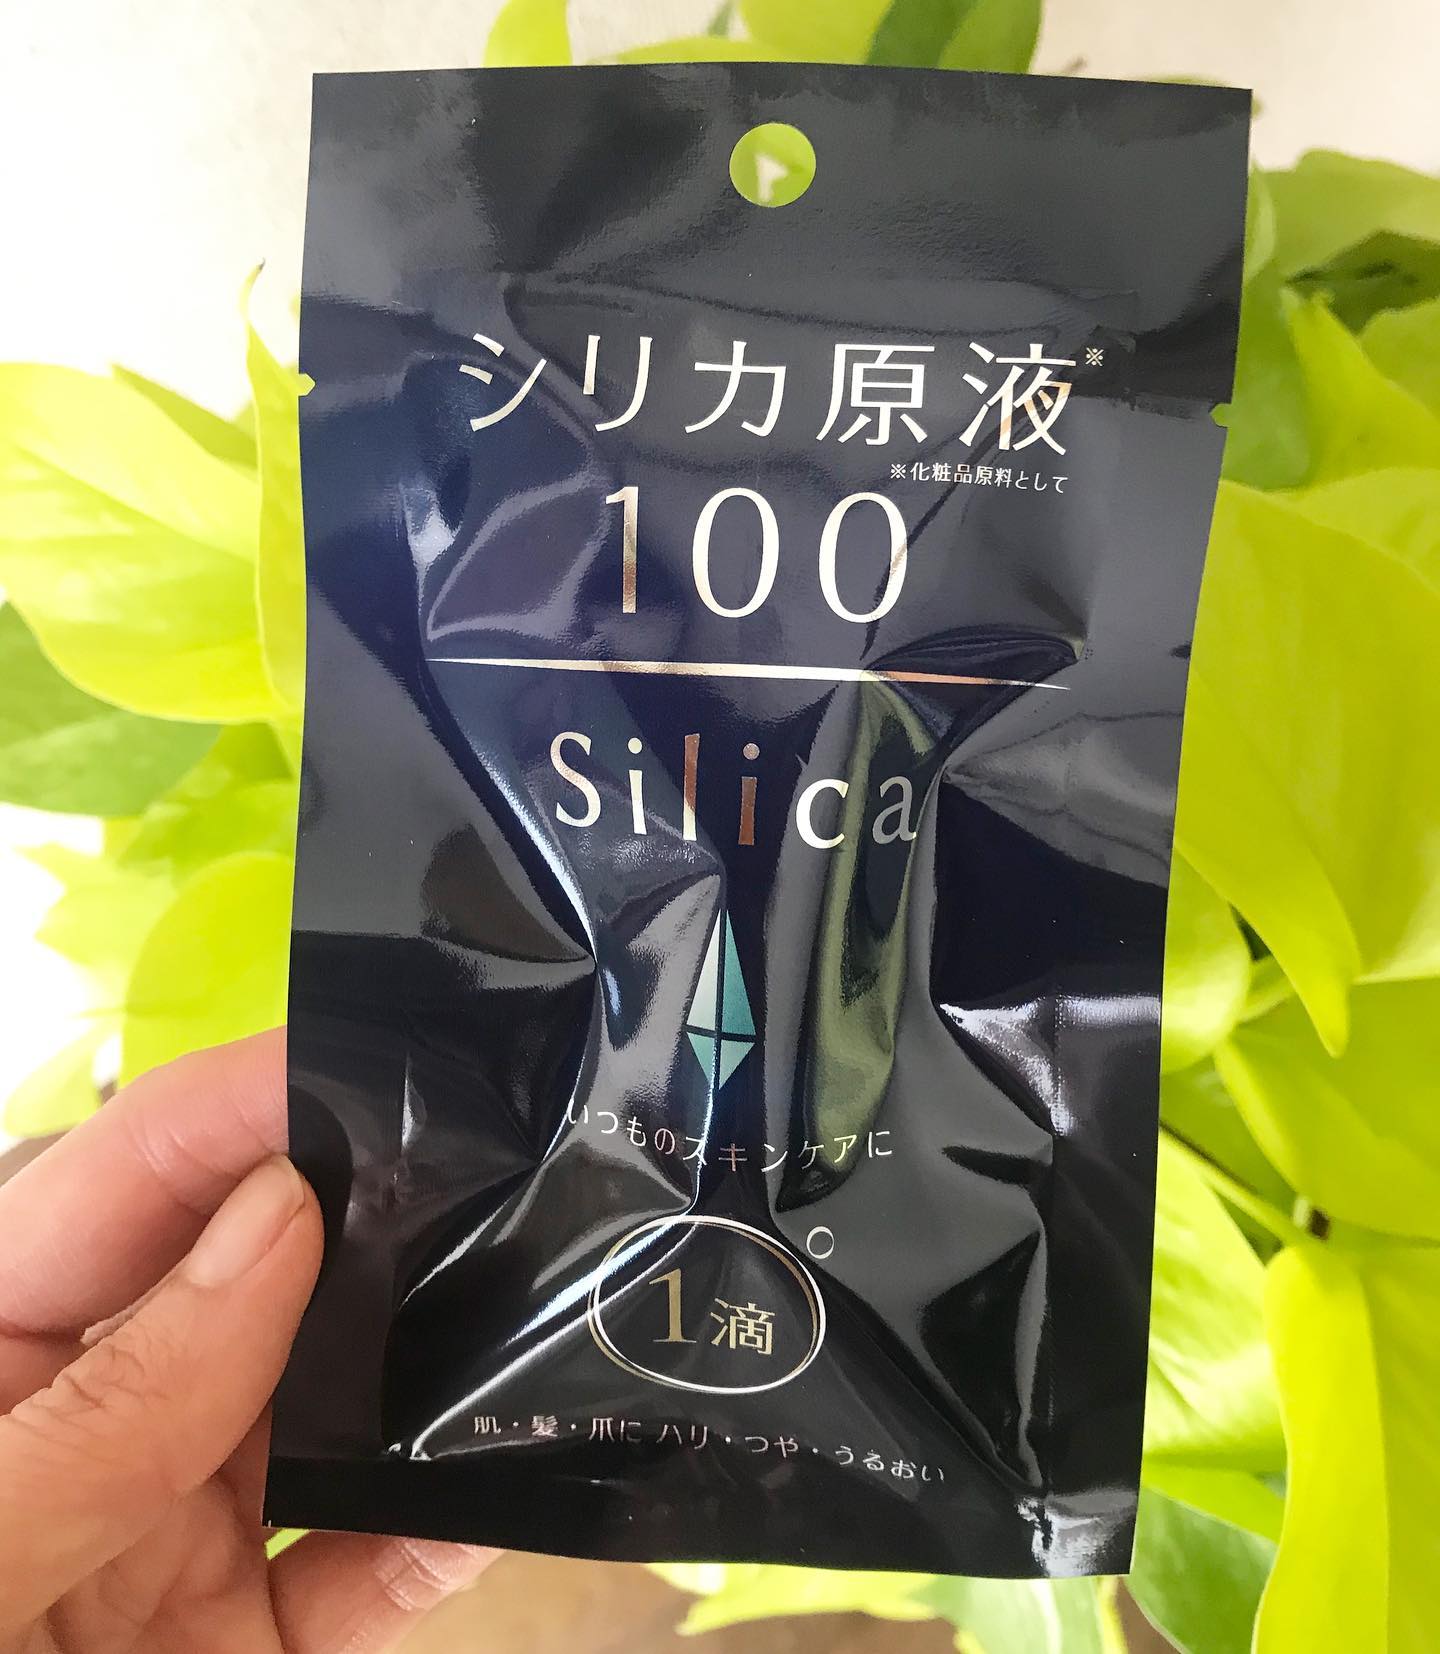 シリカ原液※
※化粧品原料として
100
Silica
いつものスキンケアに
1滴
肌・髪・爪に ハリ・つや・うるおい